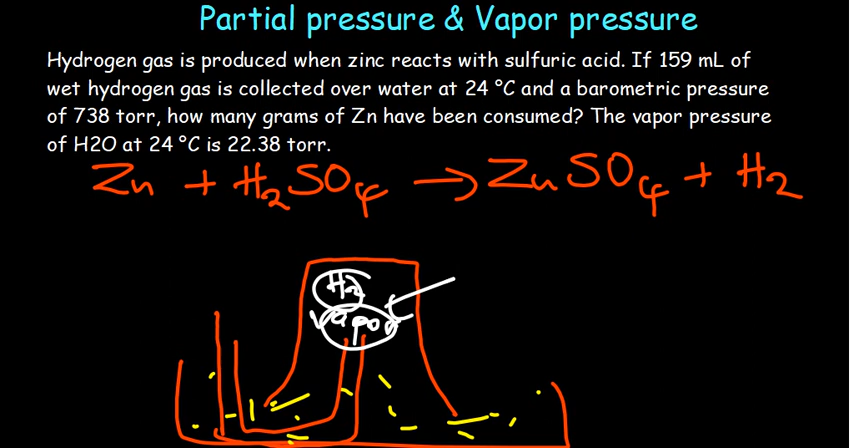 Partial pressure & Vapor pressure
Hydrogen gas is produced when zinc reacts with sulfuric acid. If 159 mL of
wet hydrogen gas is collected over water at 24 °C and a barometric pressure
of 738 torr, how many grams of Zn have been consumed? The vapor pressure
of H2O at 24 °C is 22.38 torr.
Zn + H₂SO₄ → ZnSO₄ + H₂
H₂
Vapor